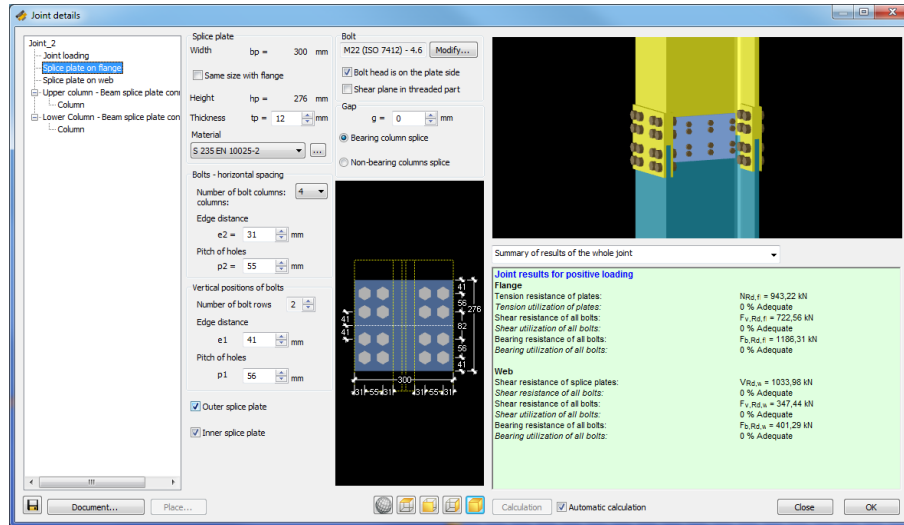 Joint details
Joint_2
Joint loading
Splice plate on flange
Splice plate on web
Upper column - Beam splice plate con
Column
Lower Column - Beam splice plate con
Column
Splice plate
Width bp = 300 mm
Same size with flange
Height hp = 276 mm
Thickness tp = 12 mm
Material
S 235 EN 10025-2 ...
Bolts - horizontal spacing
Number of bolt columns: 4
columns:
Edge distance
e2 = 31 mm
Pitch of holes
p2 = 55 mm
Vertical positions of bolts
Number of bolt rows 2
Edge distance
e1 41 mm
Pitch of holes
p1 56 mm
Outer splice plate
Inner splice plate
Bolt
M22 (ISO 7412) - 4.6 Modify...
Bolt head is on the plate side
Shear plane in threaded part
Gap
g = 0 mm
Bearing column splice
Non-bearing columns splice
41
56
276
41
82
41
56
41
300
31 55 31 31 55 31
Summary of results of the whole joint
Joint results for positive loading
Flange
Tension resistance of plates: NRd,fl = 943,22 kN
Tension utilization of plates: 0 % Adequate
Shear resistance of all bolts: Fv,Rd,fl = 722,56 kN
Shear utilization of all bolts: 0 % Adequate
Bearing resistance of all bolts: Fb,Rd,fl = 1186,31 kN
Bearing utilization of all bolts: 0 % Adequate
Web
Shear resistance of splice plates: VRd,w = 1033,98 kN
Shear resistance of all bolts: 0 % Adequate
Shear resistance of all bolts: Fv,Rd,w = 347,44 kN
Shear utilization of all bolts: 0 % Adequate
Bearing resistance of all bolts: Fb,Rd,w = 401,29 kN
Bearing utilization of all bolts: 0 % Adequate
Document... Place... Calculation Automatic calculation Close OK